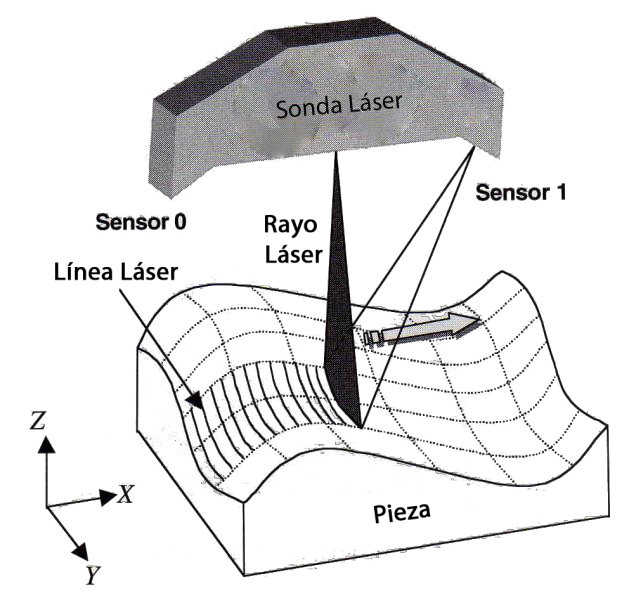 Sonda Láser
Sensor 1
Sensor 0
Rayo
Láser
Línea Láser
Z
X
Y
Pieza